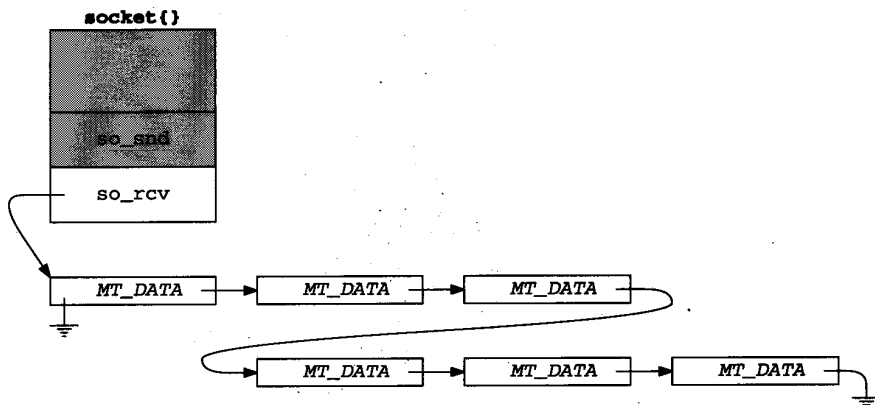 socket{}
so_snd
so_rcv
MT_DATA MT_DATA MT_DATA
MT_DATA MT_DATA MT_DATA